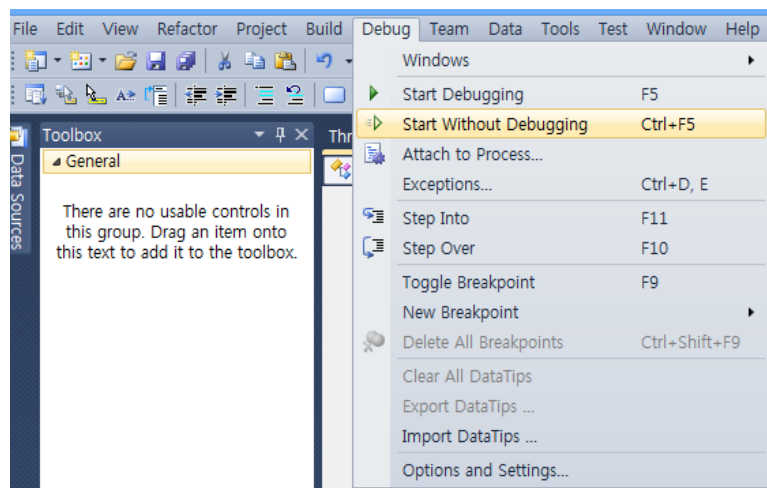 File Edit View Refactor Project Build Debug Team Data Tools Test Window Help
Toolbox
Thr
General
There are no usable controls in
this group. Drag an item onto
this text to add it to the toolbox.
Data Sources
Windows
Start Debugging F5
Start Without Debugging Ctrl+F5
Attach to Process...
Exceptions... Ctrl+D, E
Step Into F11
Step Over F10
Toggle Breakpoint F9
New Breakpoint
Delete All Breakpoints Ctrl+Shift+F9
Clear All DataTips
Export DataTips ...
Import DataTips ...
Options and Settings...